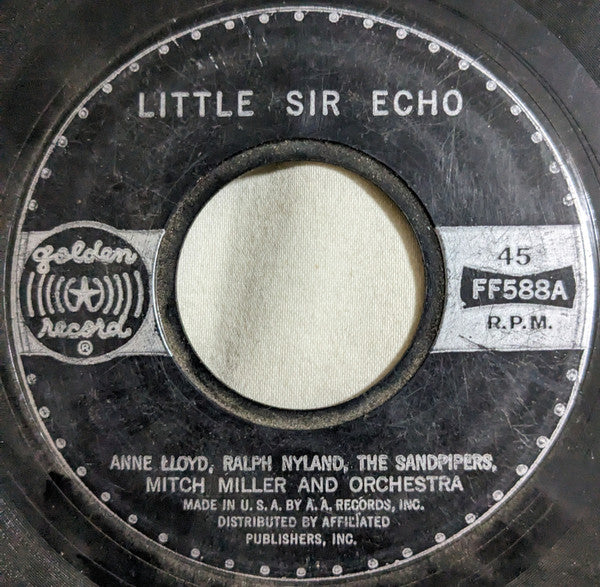 LITTLE SIR ECHO
golden
record
®
45
FF588A
R.P.M.
ANNE LLOYD, RALPH NYLAND, THE SANDPIPERS,
MITCH MILLER AND ORCHESTRA
MADE IN U.S.A. BY A.A. RECORDS, INC.
DISTRIBUTED BY AFFILIATED
PUBLISHERS, INC.